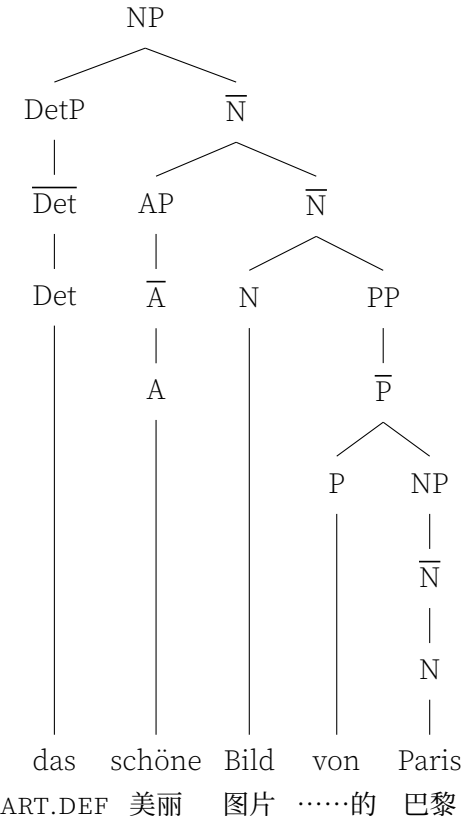 NP
DetP N̅
D̅e̅t̅ AP N̅
Det A̅ N PP
A P̅
P NP
N̅
N
das schöne Bild von Paris
ART.DEF 美丽 图片 ……的 巴黎